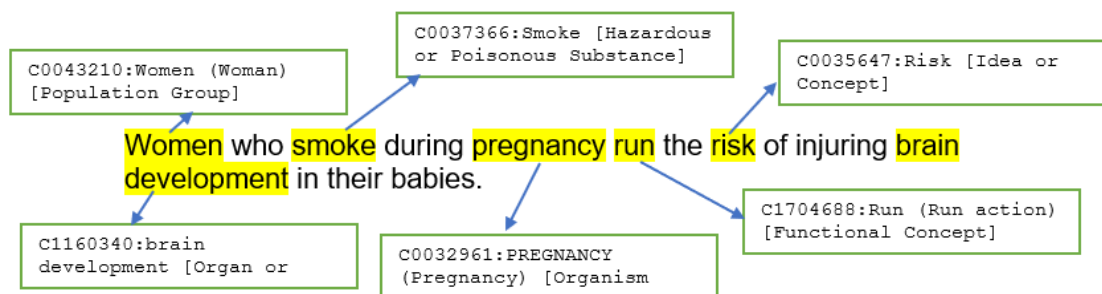 C0037366:Smoke [Hazardous
or Poisonous Substance]
C0043210:Women (Woman)
[Population Group]
C0035647:Risk [Idea or
Concept]
Women who smoke during pregnancy run the risk of injuring brain
development in their babies.
C1160340:brain
development [Organ or
C0032961:PREGNANCY
(Pregnancy) [Organism
C1704688:Run (Run action)
[Functional Concept]